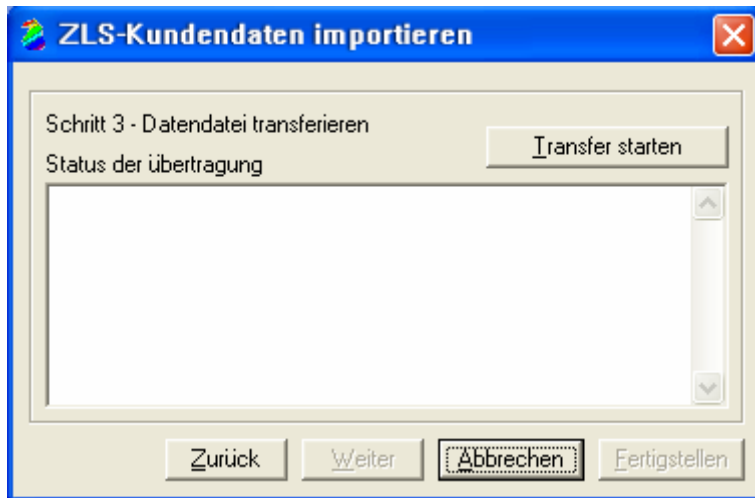 ZLS-Kundendaten importieren
Schritt 3 - Datendatei transferieren
Transfer starten
Status der übertragung
Zurück
Weiter
Abbrechen
Fertigstellen